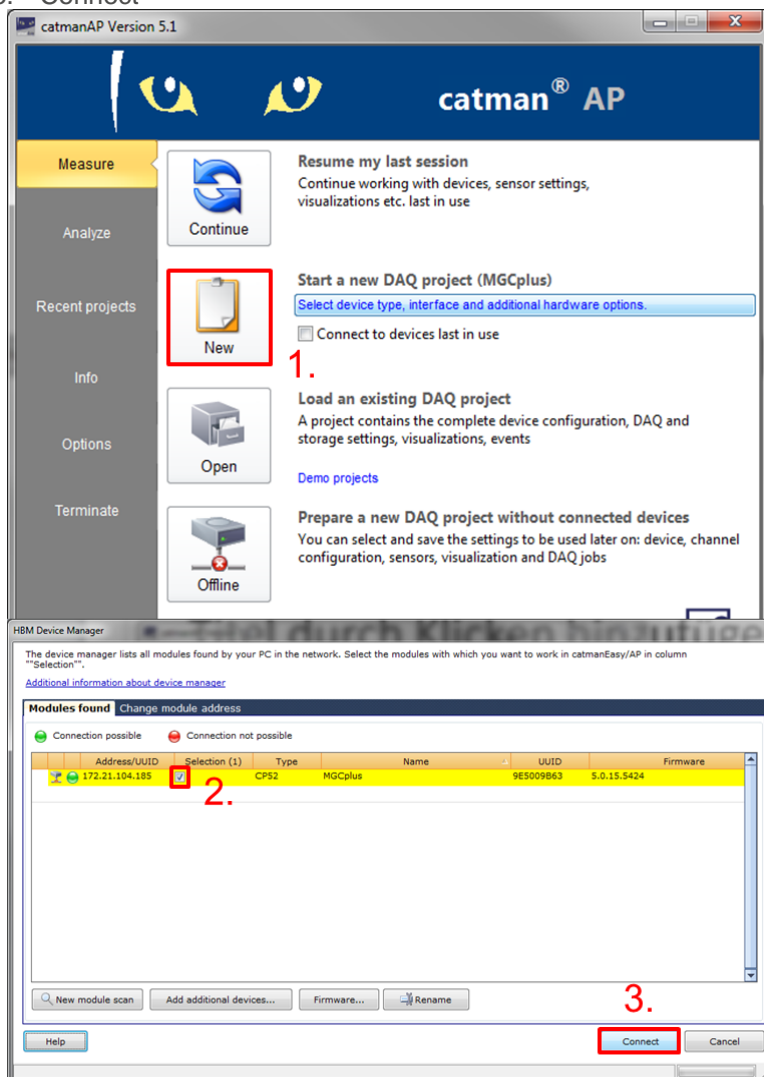 Connect
catmanAP Version 5.1
catman® AP
Measure
Analyze
Recent projects
Info
Options
Terminate
Continue
Resume my last session
Continue working with devices, sensor settings,
visualizations etc. last in use
New
1.
Start a new DAQ project (MGCplus)
Select device type, interface and additional hardware options.
Connect to devices last in use
Open
Load an existing DAQ project
A project contains the complete device configuration, DAQ and
storage settings, visualizations, events
Demo projects
Offline
Prepare a new DAQ project without connected devices
You can select and save the settings to be used later on: device, channel
configuration, sensors, visualization and DAQ jobs
HBM Device Manager
Titel durch Klicken hinzufüge
The device manager lists all modules found by your PC in the network. Select the modules with which you want to work in catmanEasy/AP in column
""Selection"".
Additional information about device manager
Modules found Change module address
Connection possible Connection not possible
Address/UUID Selection (1) Type Name UUID Firmware
172.21.104.185 CP52 MGCplus 9E5009B63 5.0.15.5424
2.
New module scan Add additional devices... Firmware... Rename
3.
Help Connect Cancel